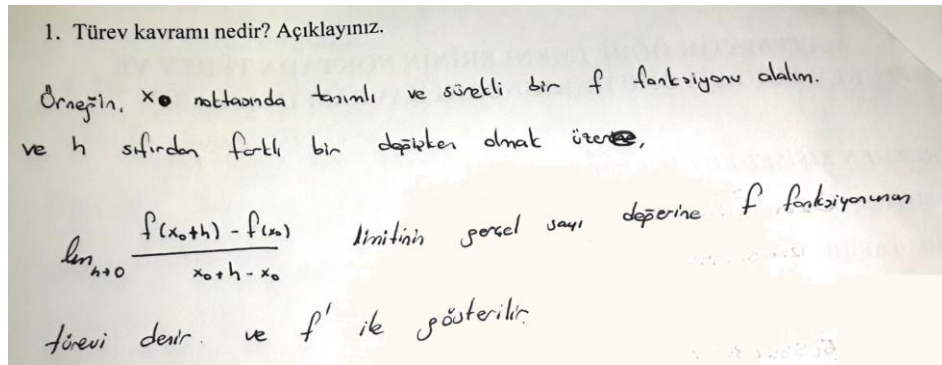 1. Türev kavramı nedir? Açıklayınız.
Örneğin, x₀ noktasında tanımlı, ve sürekli bir f fonksiyonu alalım.
ve h sıfırdan farklı bir değişken olmak üzere,
lim h→0 (f(x₀+h) - f(x₀)) / (x₀+h-x₀) limitinin gerçel sayı değerine f fonksiyonunun
türevi denir. ve f' ile gösterilir.